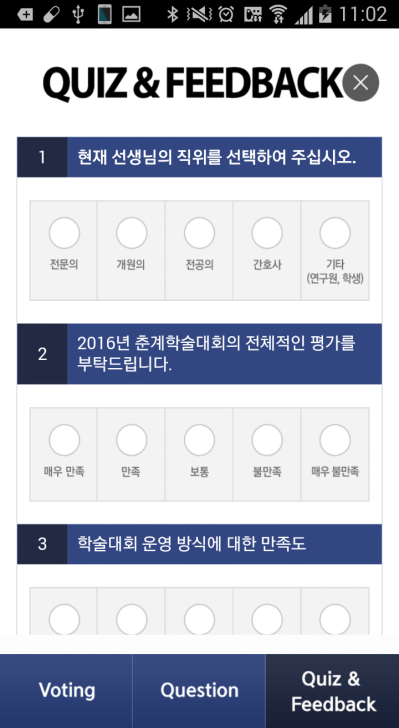 11:02
QUIZ & FEEDBACK
1 현재 선생님의 직위를 선택하여 주십시오.
전문의 개원의 전공의 간호사 기타
(연구원, 학생)
2 2016년 춘계학술대회의 전체적인 평가를
부탁드립니다.
매우 만족 만족 보통 불만족 매우 불만족
3 학술대회 운영 방식에 대한 만족도
Voting Question Quiz &
Feedback